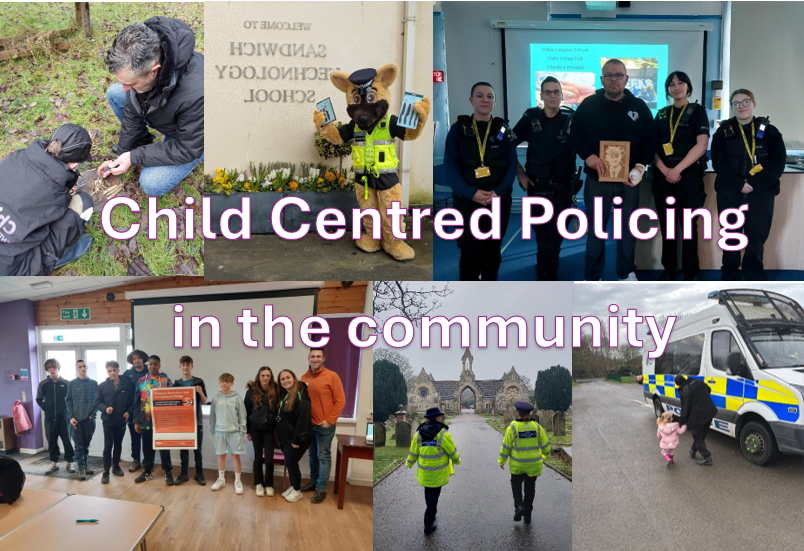 WELCOME TO
SANDWICH
TECHNOLOGY
SCHOOL
Child Centred Policing
in the community